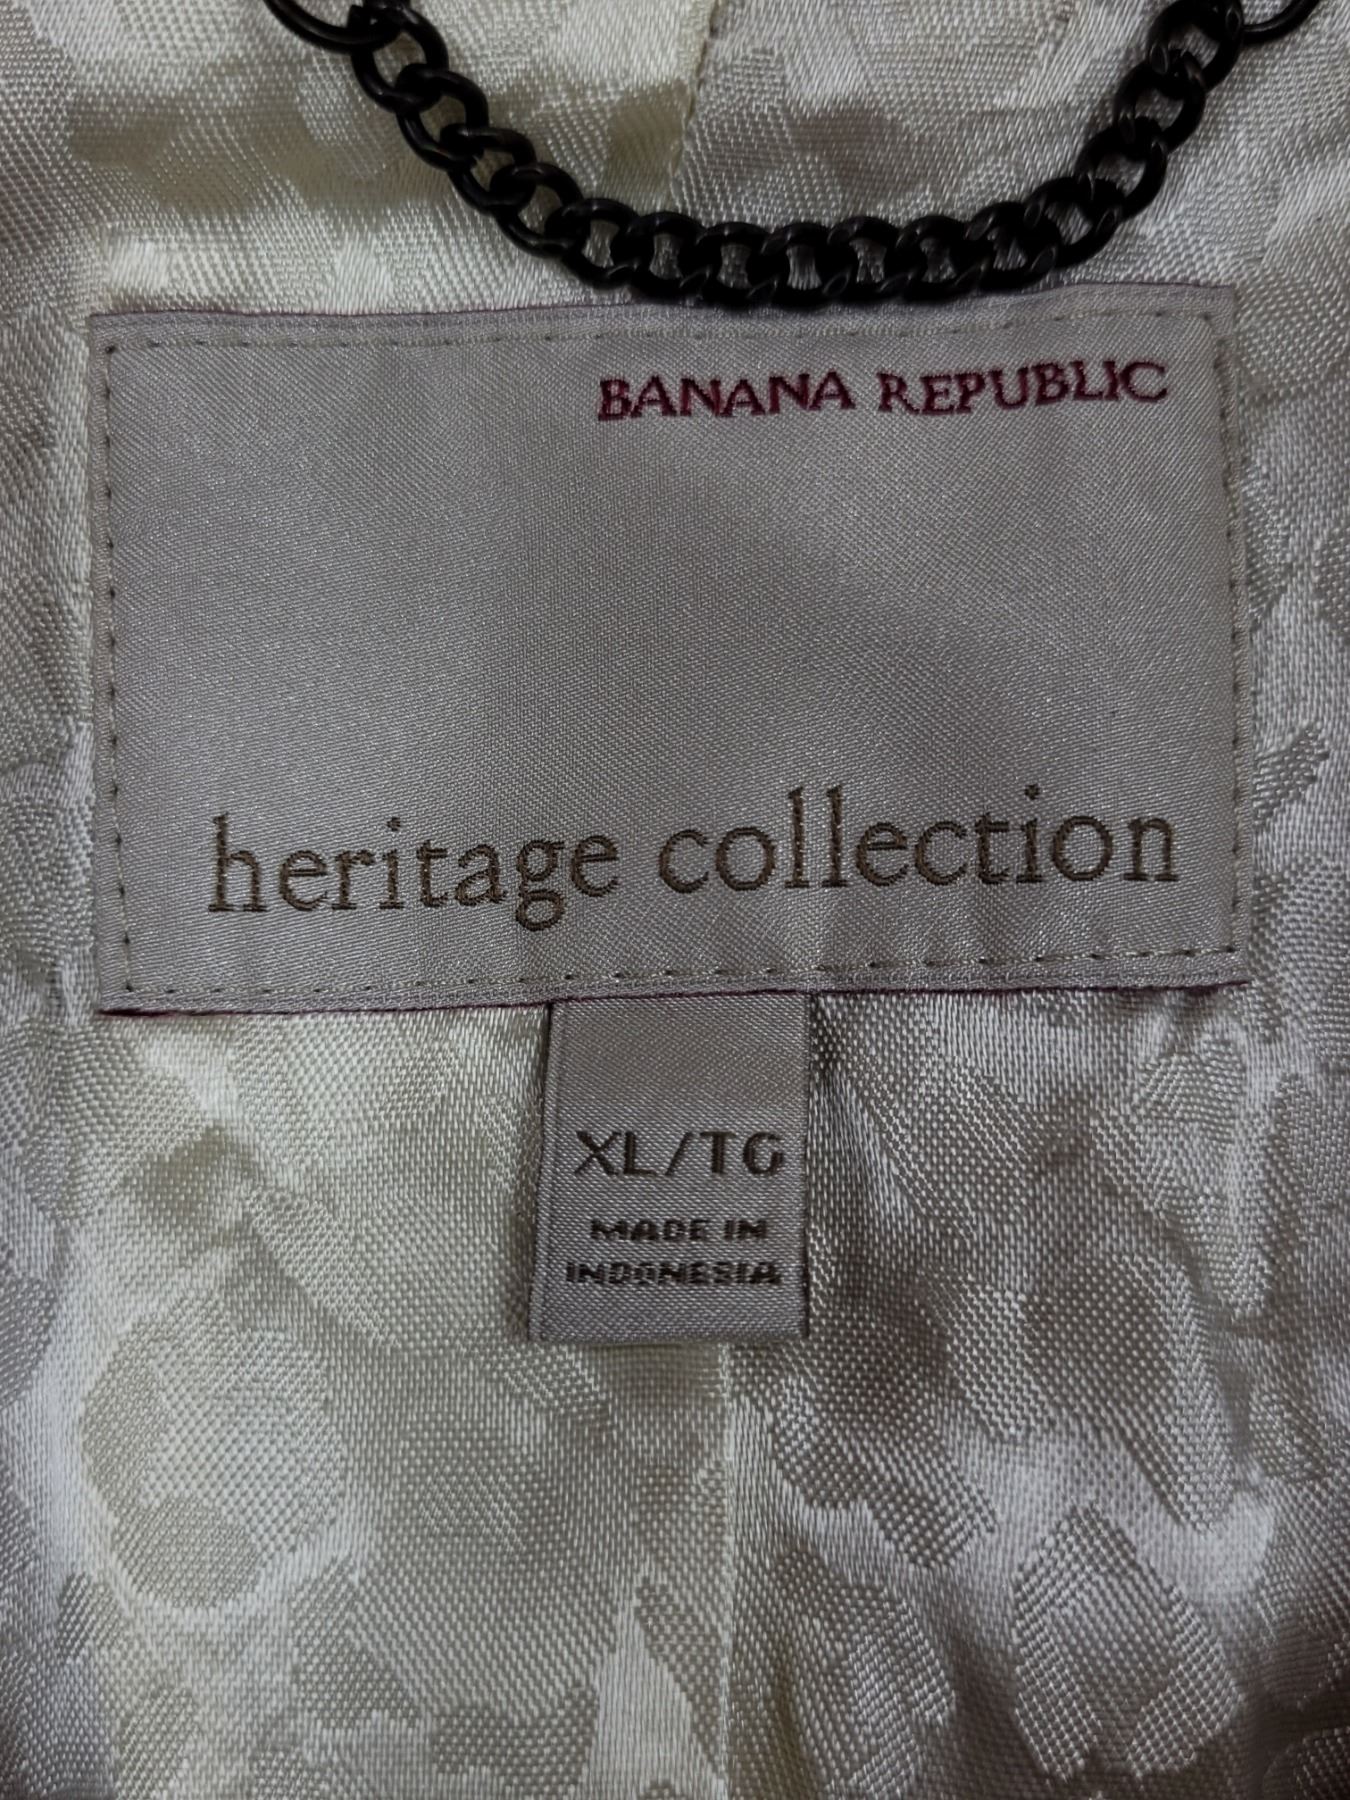 BANANA REPUBLIC
heritage collection
XL/TG
MADE IN
INDONESIA